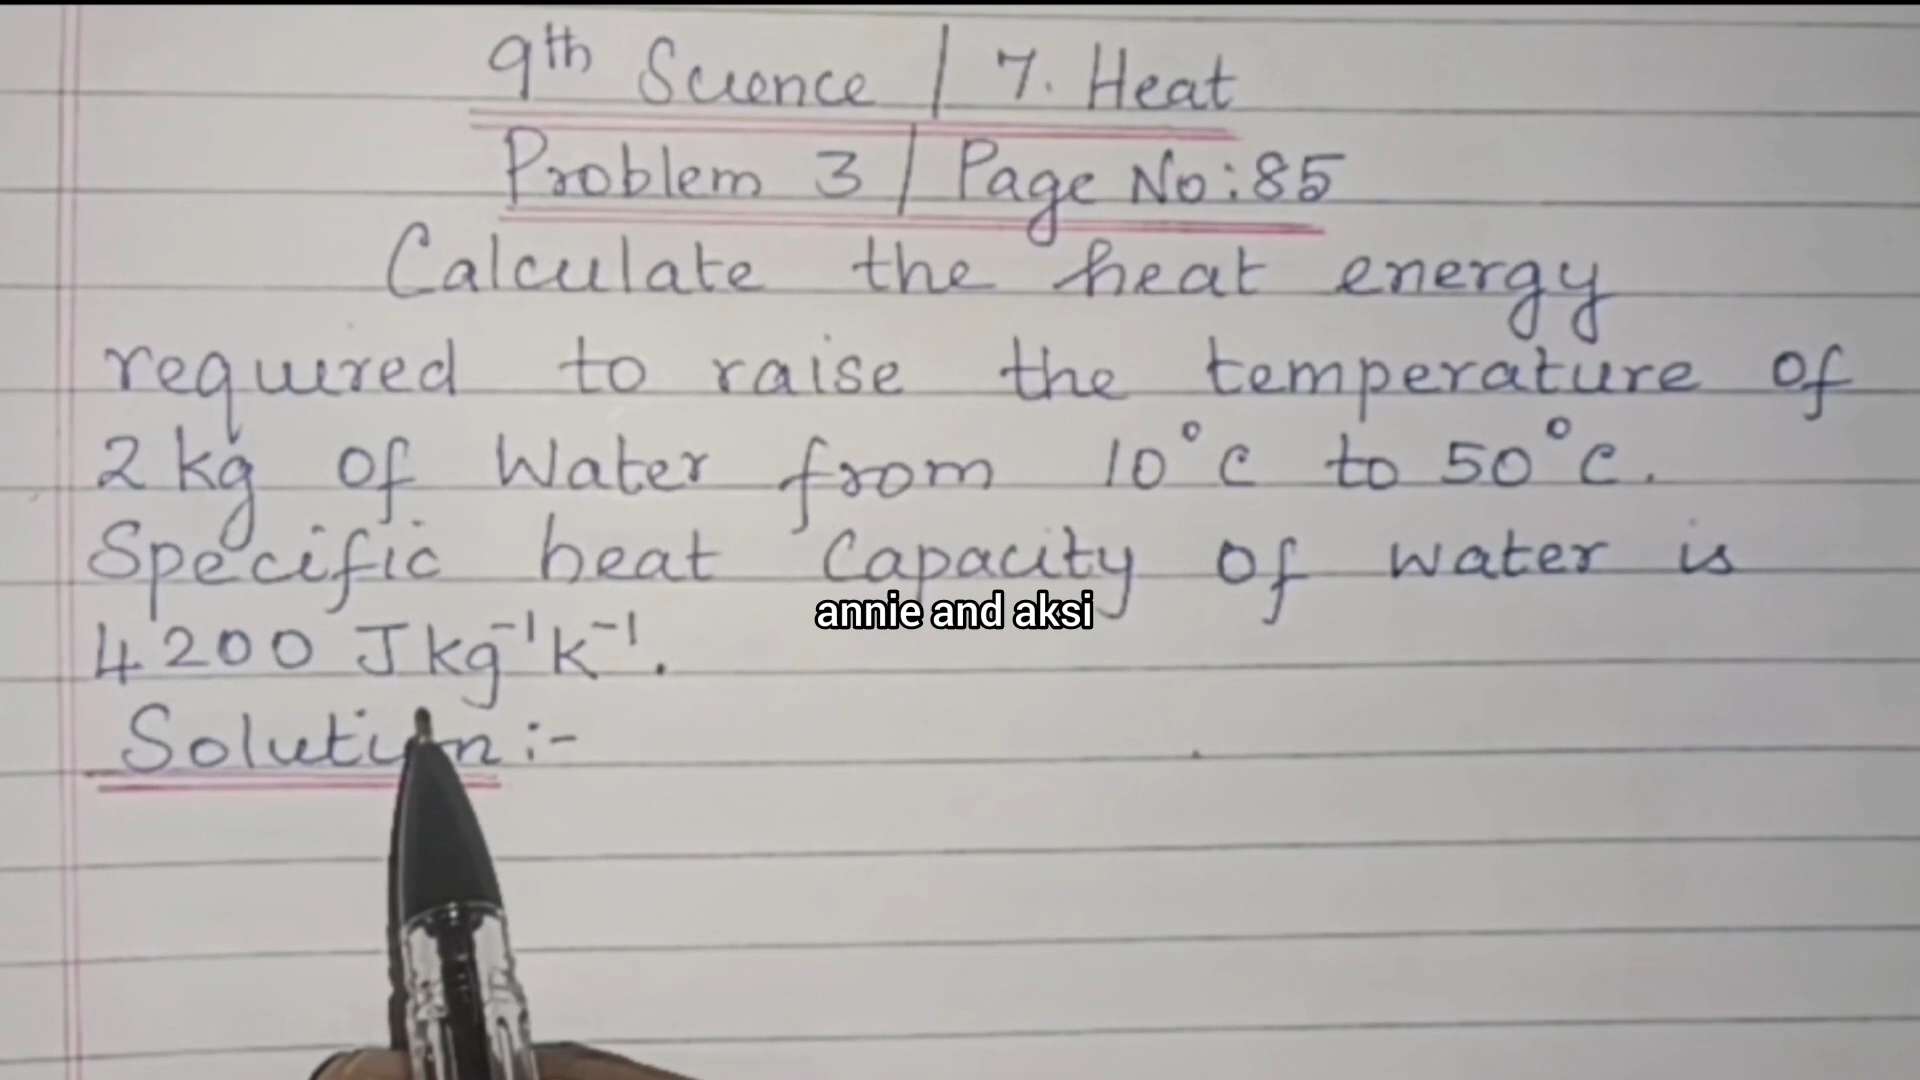 9th Science | 7. Heat
Problem 3 | Page No:85
Calculate the heat energy
required to raise the temperature of
2 kg of Water from 10°C to 50°C.
Specific heat Capacity of water is
annie and aksi
4200 J kg⁻¹ k⁻¹.
Solution :-